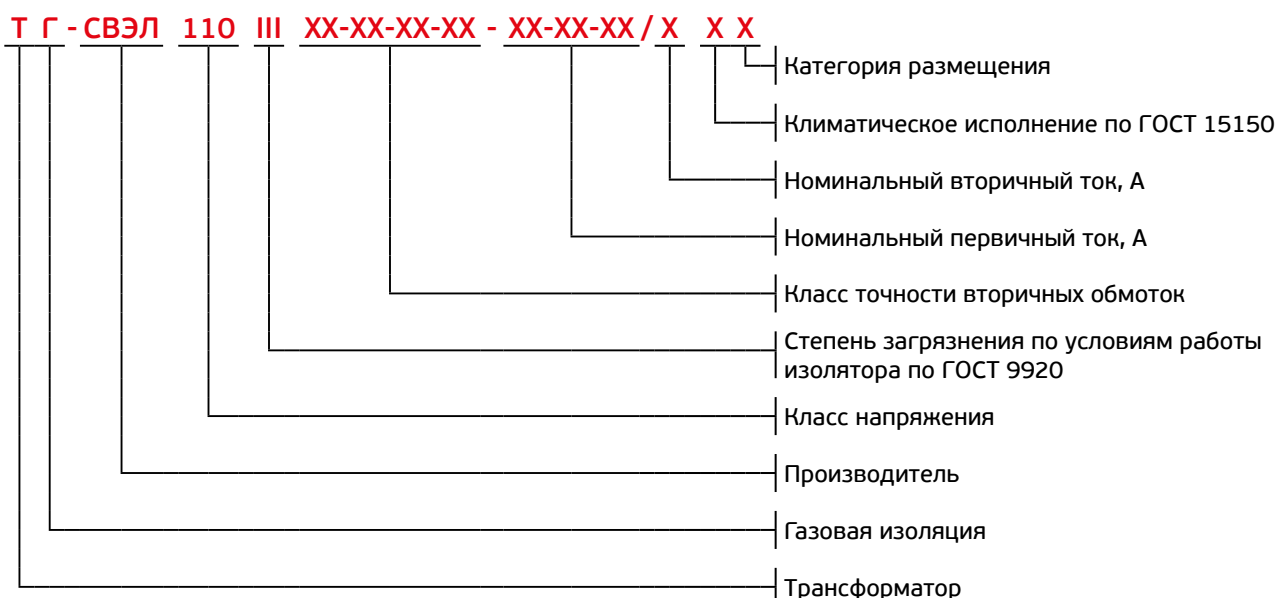 Т Г - СВЭЛ 110 III XX-XX-XX-XX - XX-XX-XX / X X X
Категория размещения
Климатическое исполнение по ГОСТ 15150
Номинальный вторичный ток, А
Номинальный первичный ток, А
Класс точности вторичных обмоток
Степень загрязнения по условиям работы
изолятора по ГОСТ 9920
Класс напряжения
Производитель
Газовая изоляция
Трансформатор